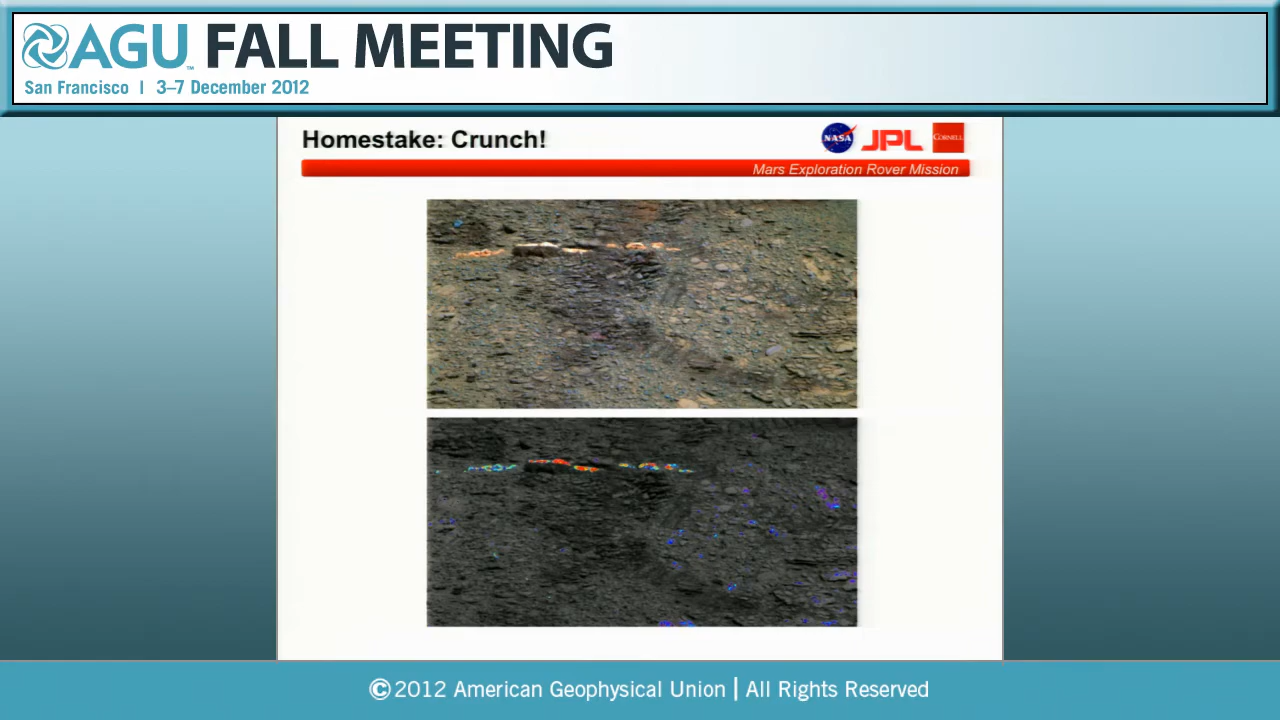 AGU™ FALL MEETING
San Francisco | 3–7 December 2012
Homestake: Crunch!
NASA JPL CORNELL
Mars Exploration Rover Mission
© 2012 American Geophysical Union | All Rights Reserved